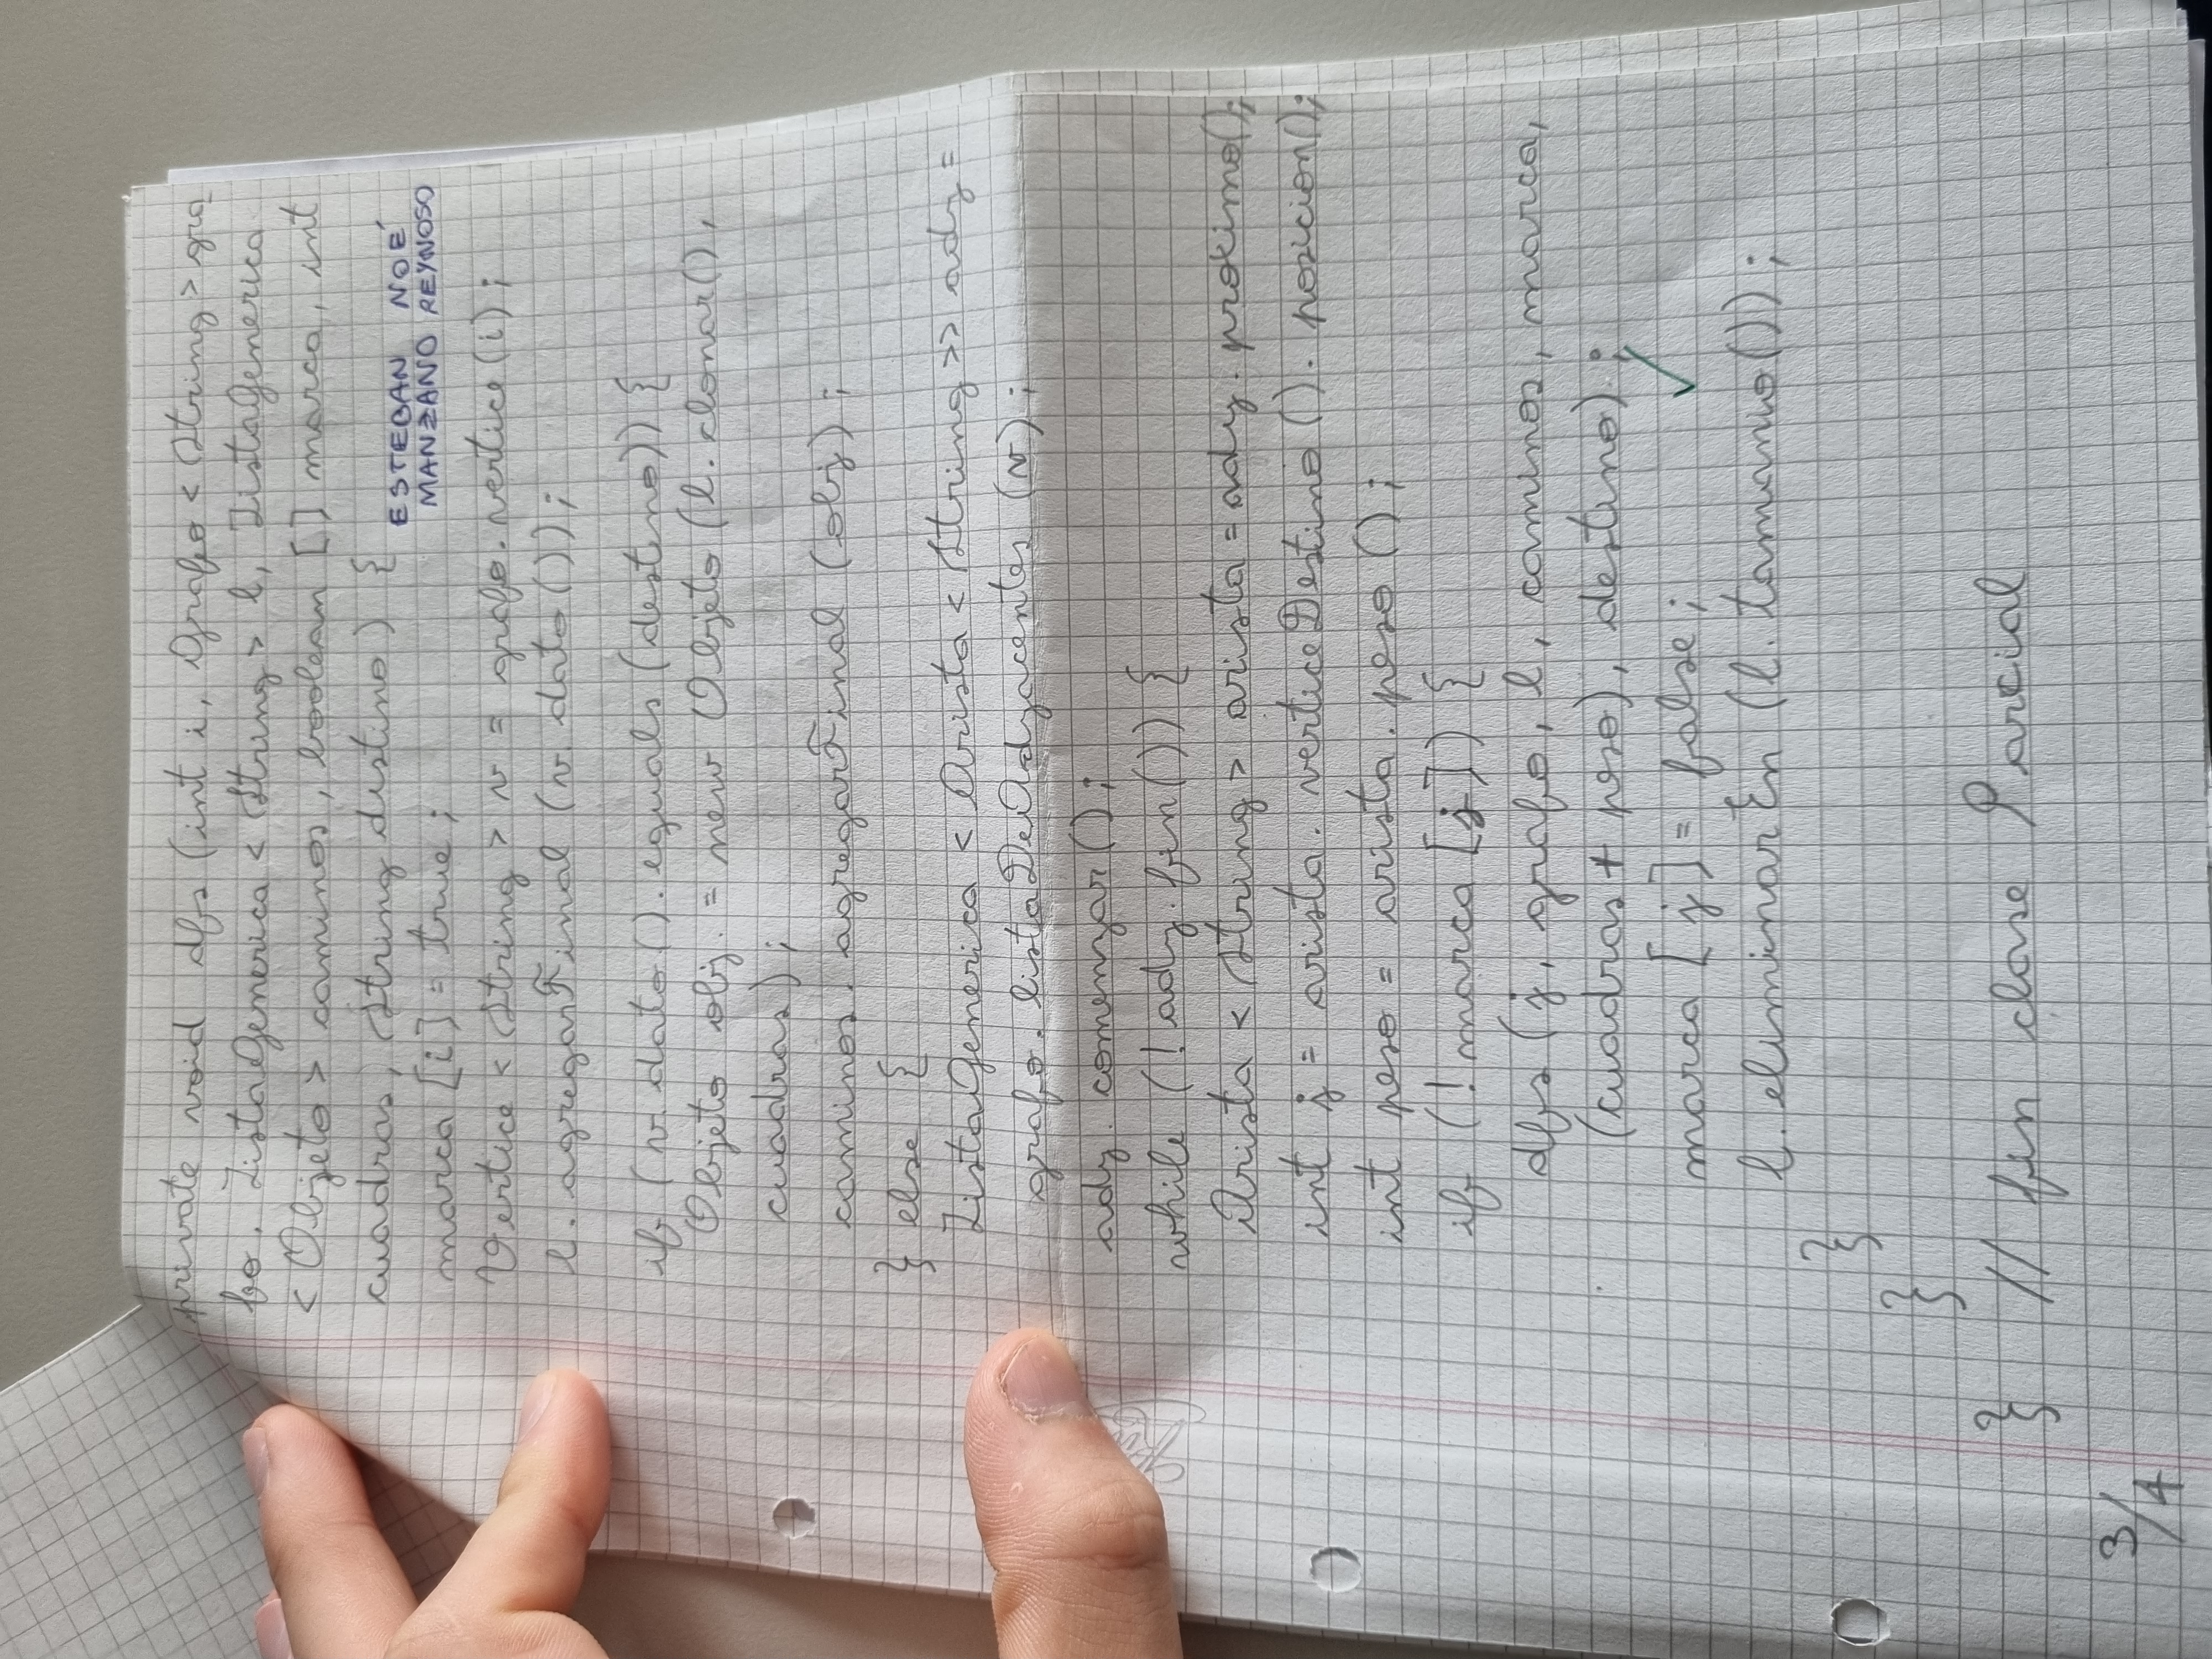 private void dfs (int i, Grafo < String > gra
fo. ListaGenerica < String > l, ListaGenerica
< Objeto > caminos, boolean [] marca, int
cuadras, String destino) {
ESTEBAN NOÉ
MANZANO REYNOSO
marca [i] = true ;
Vertice < String > v = grafo.vertice (i) ;
l. agregarFinal (v. dato ()) ;
if (v. dato (). equals (destino)) {
Objeto obj. = new Objeto (l. clonar(),
cuadras) ;
caminos. agregarFinal (obj) ;
} else {
ListaGenerica < Arista < String >> ady =
grafo. listaDeAdyacentes (v) ;
ady. comenzar () ;
while (! ady. fin ()) {
Arista < String > arista = ady. proximo();
int j = arista. verticeDestino (). posicion();
int peso = arista. peso () ;
if (! marca [j]) {
dfs (j, grafo, l, caminos, marca,
(cuadras + peso), destino) ;
marca [j] = false ;
l. eliminarEn (l. tamanio()) ;
}
}
} // fin clase Parcial
3/4